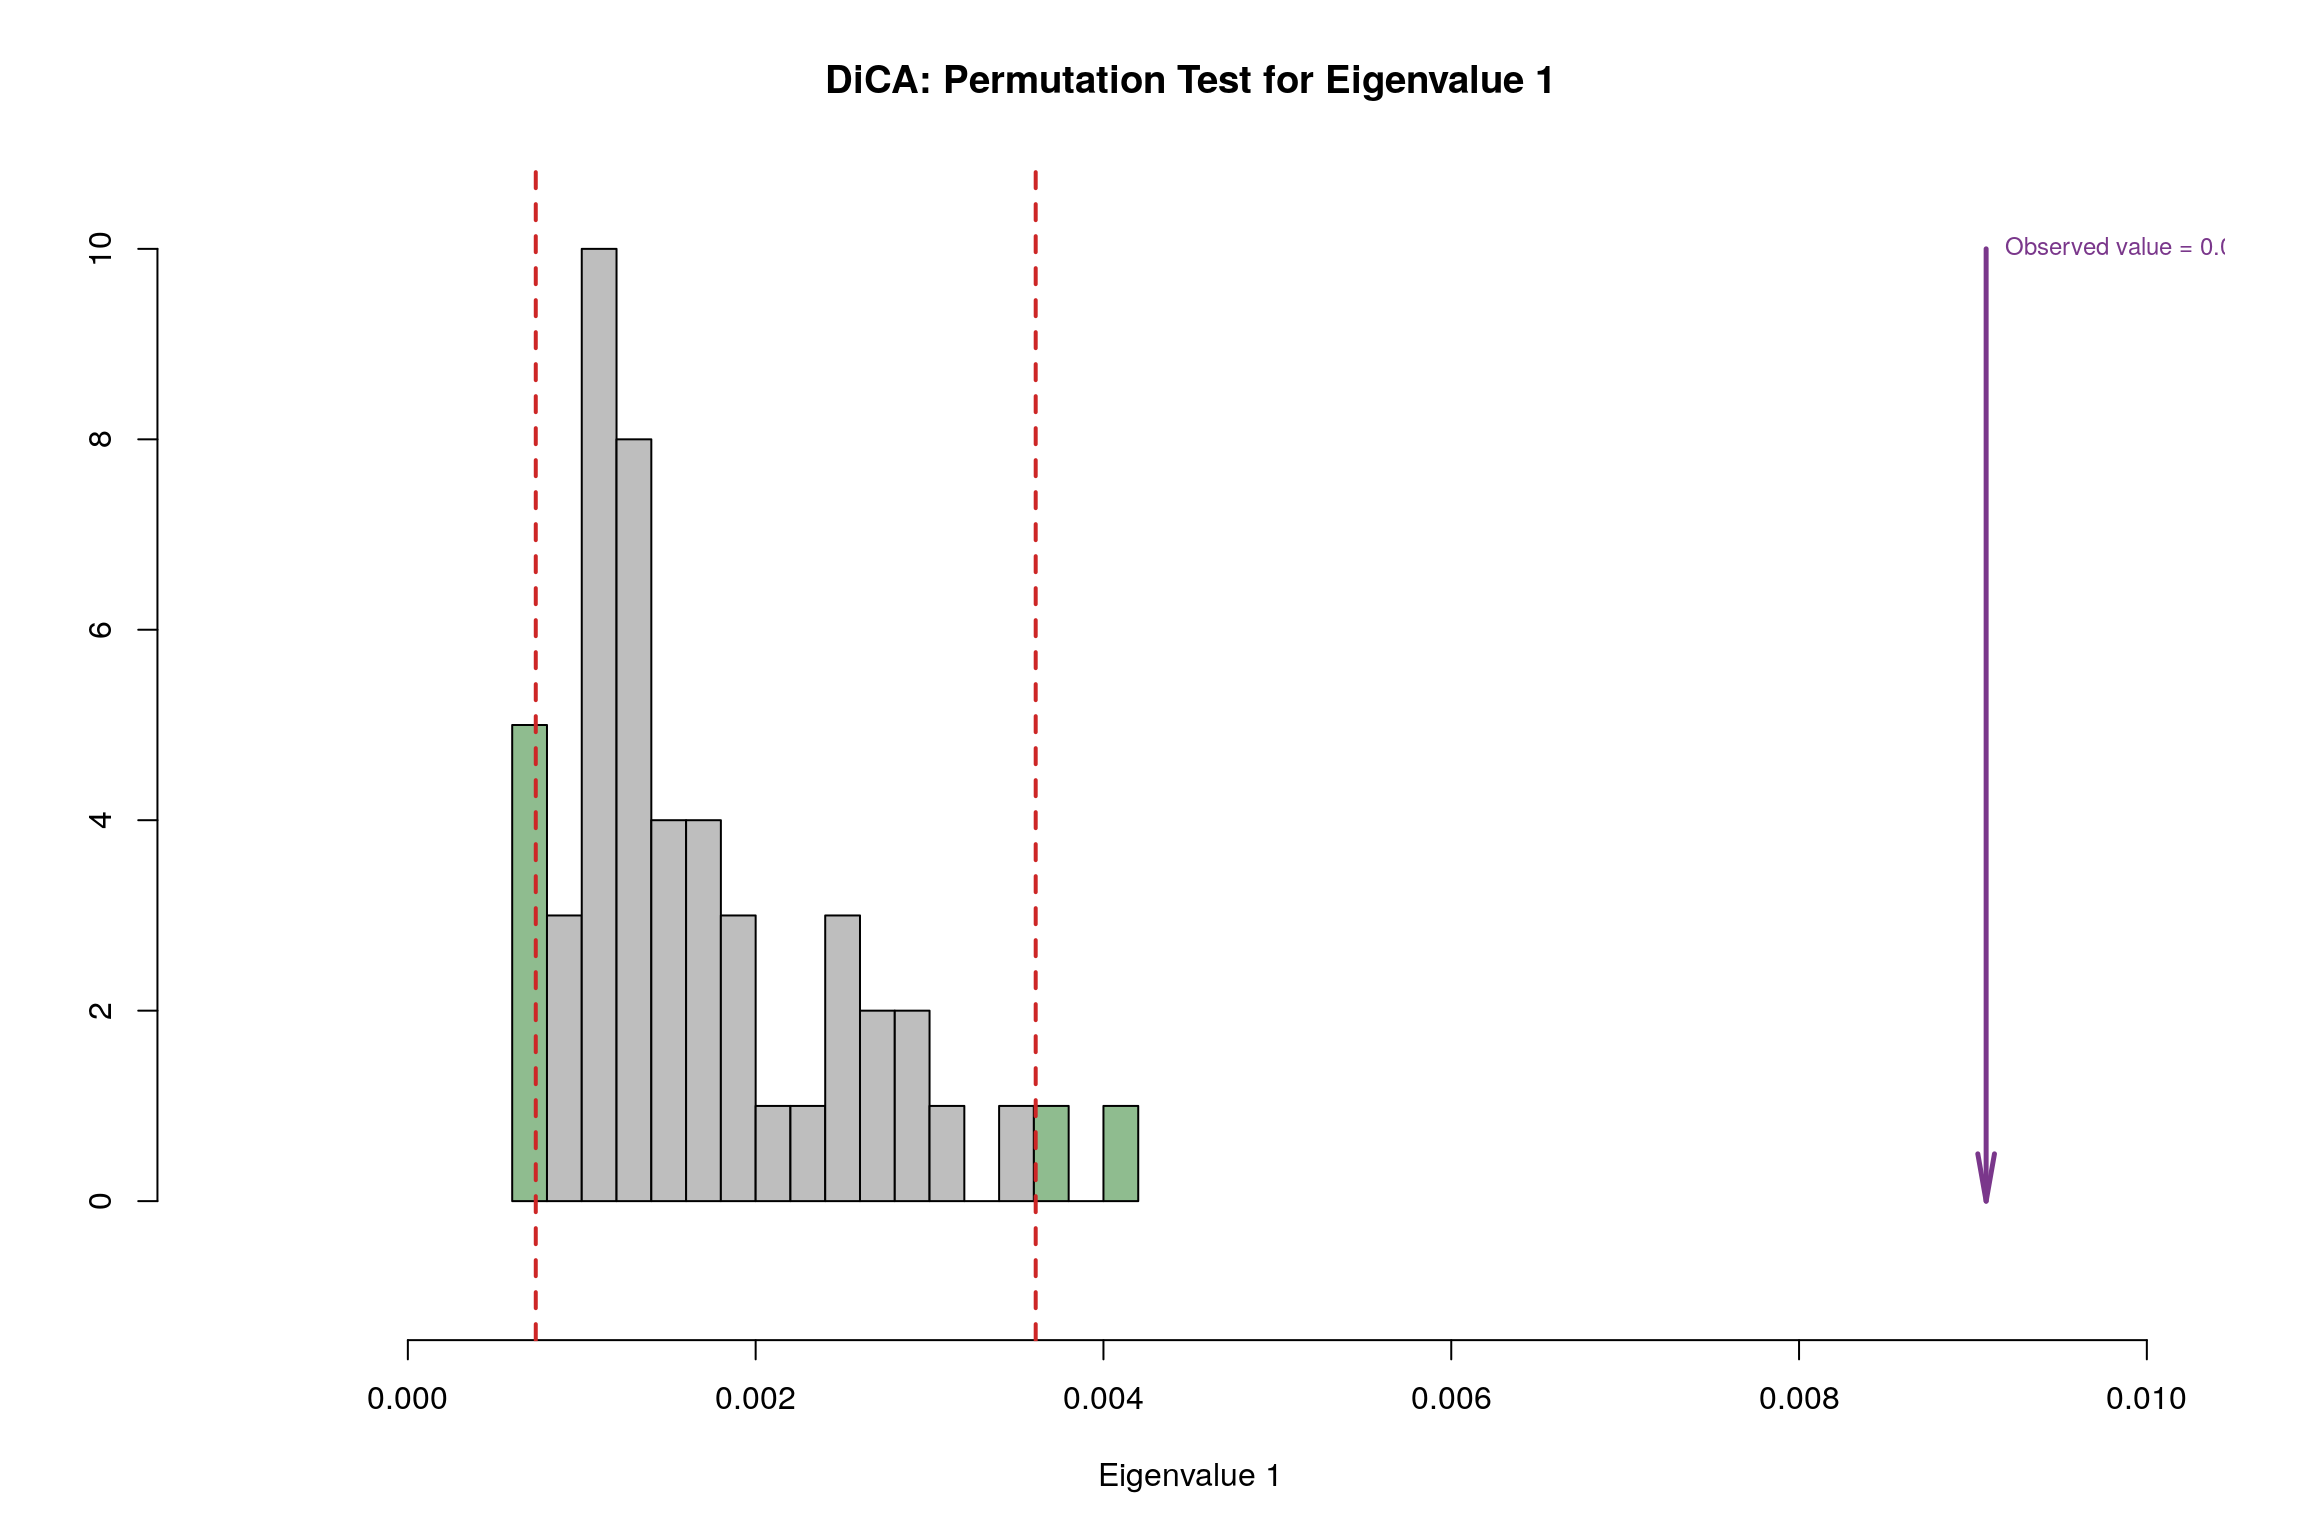 DiCA: Permutation Test for Eigenvalue 1
Observed value = 0.
10
8
6
4
2
0
0.000 0.002 0.004 0.006 0.008 0.010
Eigenvalue 1